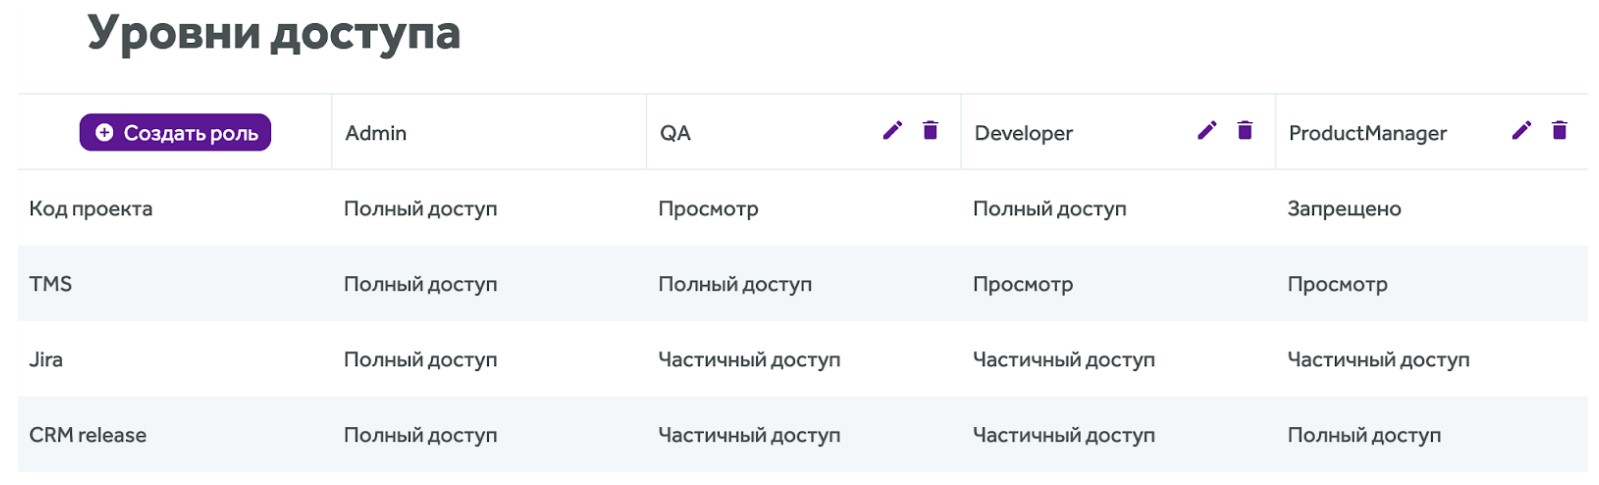 Уровни доступа
Создать роль Admin QA Developer ProductManager
Код проекта Полный доступ Просмотр Полный доступ Запрещено
TMS Полный доступ Полный доступ Просмотр Просмотр
Jira Полный доступ Частичный доступ Частичный доступ Частичный доступ
CRM release Полный доступ Частичный доступ Частичный доступ Полный доступ